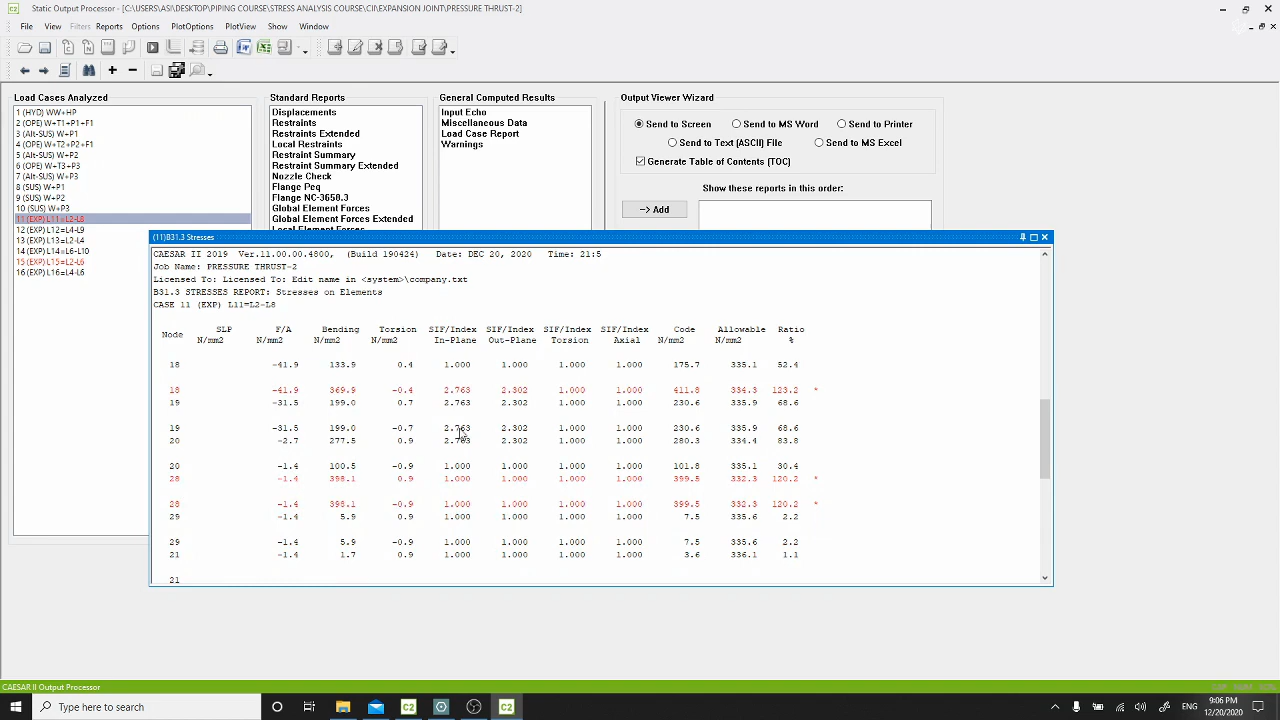 Static Output Processor - [C:\USERS\ASI\DESKTOP\PIPING COURSE\STRESS ANALYSIS COURSE\CII\EXPANSION JOINT\PRESSURE THRUST-2]
File View Filters Reports Options PlotOptions PlotView Show Window
Load Cases Analyzed
1 (HYD) WW+HP
2 (OPE) W+T1+P1+F1
3 (Alt-SUS) W+P1
4 (OPE) W+T2+P2+F1
5 (Alt-SUS) W+P2
6 (OPE) W+T3+P3
7 (Alt-SUS) W+P3
8 (SUS) W+P1
9 (SUS) W+P2
10 (SUS) W+P3
11 (EXP) L11=L2-L8
12 (EXP) L12=L4-L9
13 (EXP) L13=L2-L4
14 (EXP) L14=L6-L10
15 (EXP) L15=L2-L6
16 (EXP) L16=L4-L6
Standard Reports
Displacements
Restraints
Restraints Extended
Local Restraints
Restraint Summary
Restraint Summary Extended
Nozzle Check
Flange Peq
Flange NC-3658.3
Global Element Forces
Global Element Forces Extended
Local Element Forces
General Computed Results
Input Echo
Miscellaneous Data
Load Case Report
Warnings
Output Viewer Wizard
Send to Screen Send to MS Word Send to Printer
Send to Text (ASCII) File Send to MS Excel
Generate Table of Contents (TOC)
Show these reports in this order:
--> Add
(11)B31.3 Stresses
CAESAR II 2019 Ver.11.00.00.4800, (Build 190424) Date: DEC 20, 2020 Time: 21:5
Job Name: PRESSURE THRUST-2
Licensed To: Licensed To: Edit name in <system>\company.txt
B31.3 STRESSES REPORT: Stresses on Elements
CASE 11 (EXP) L11=L2-L8
SLP F/A Bending Torsion SIF/Index SIF/Index SIF/Index SIF/Index Code Allowable Ratio
Node N/mm2 N/mm2 N/mm2 N/mm2 In-Plane Out-Plane Torsion Axial N/mm2 N/mm2 %
18 -41.9 133.9 0.4 1.000 1.000 1.000 1.000 175.7 335.1 52.4
18 -41.9 369.9 -0.4 2.763 2.302 1.000 1.000 411.8 334.3 123.2 *
19 -31.5 199.0 0.7 2.763 2.302 1.000 1.000 230.6 335.9 68.6
19 -31.5 199.0 -0.7 2.763 2.302 1.000 1.000 230.6 335.9 68.6
20 -2.7 277.5 0.9 2.763 2.302 1.000 1.000 280.3 334.4 83.8
20 -1.4 100.5 -0.9 1.000 1.000 1.000 1.000 101.8 335.1 30.4
28 -1.4 398.1 0.9 1.000 1.000 1.000 1.000 399.5 332.3 120.2 *
28 -1.4 398.1 -0.9 1.000 1.000 1.000 1.000 399.5 332.3 120.2 *
29 -1.4 5.9 0.9 1.000 1.000 1.000 1.000 7.5 335.6 2.2
29 -1.4 5.9 -0.9 1.000 1.000 1.000 1.000 7.5 335.6 2.2
21 -1.4 1.7 0.9 1.000 1.000 1.000 1.000 3.6 336.1 1.1
21
CAESAR II Output Processor
Type here to search
C2
C2
ENG
9:06 PM
12/20/2020